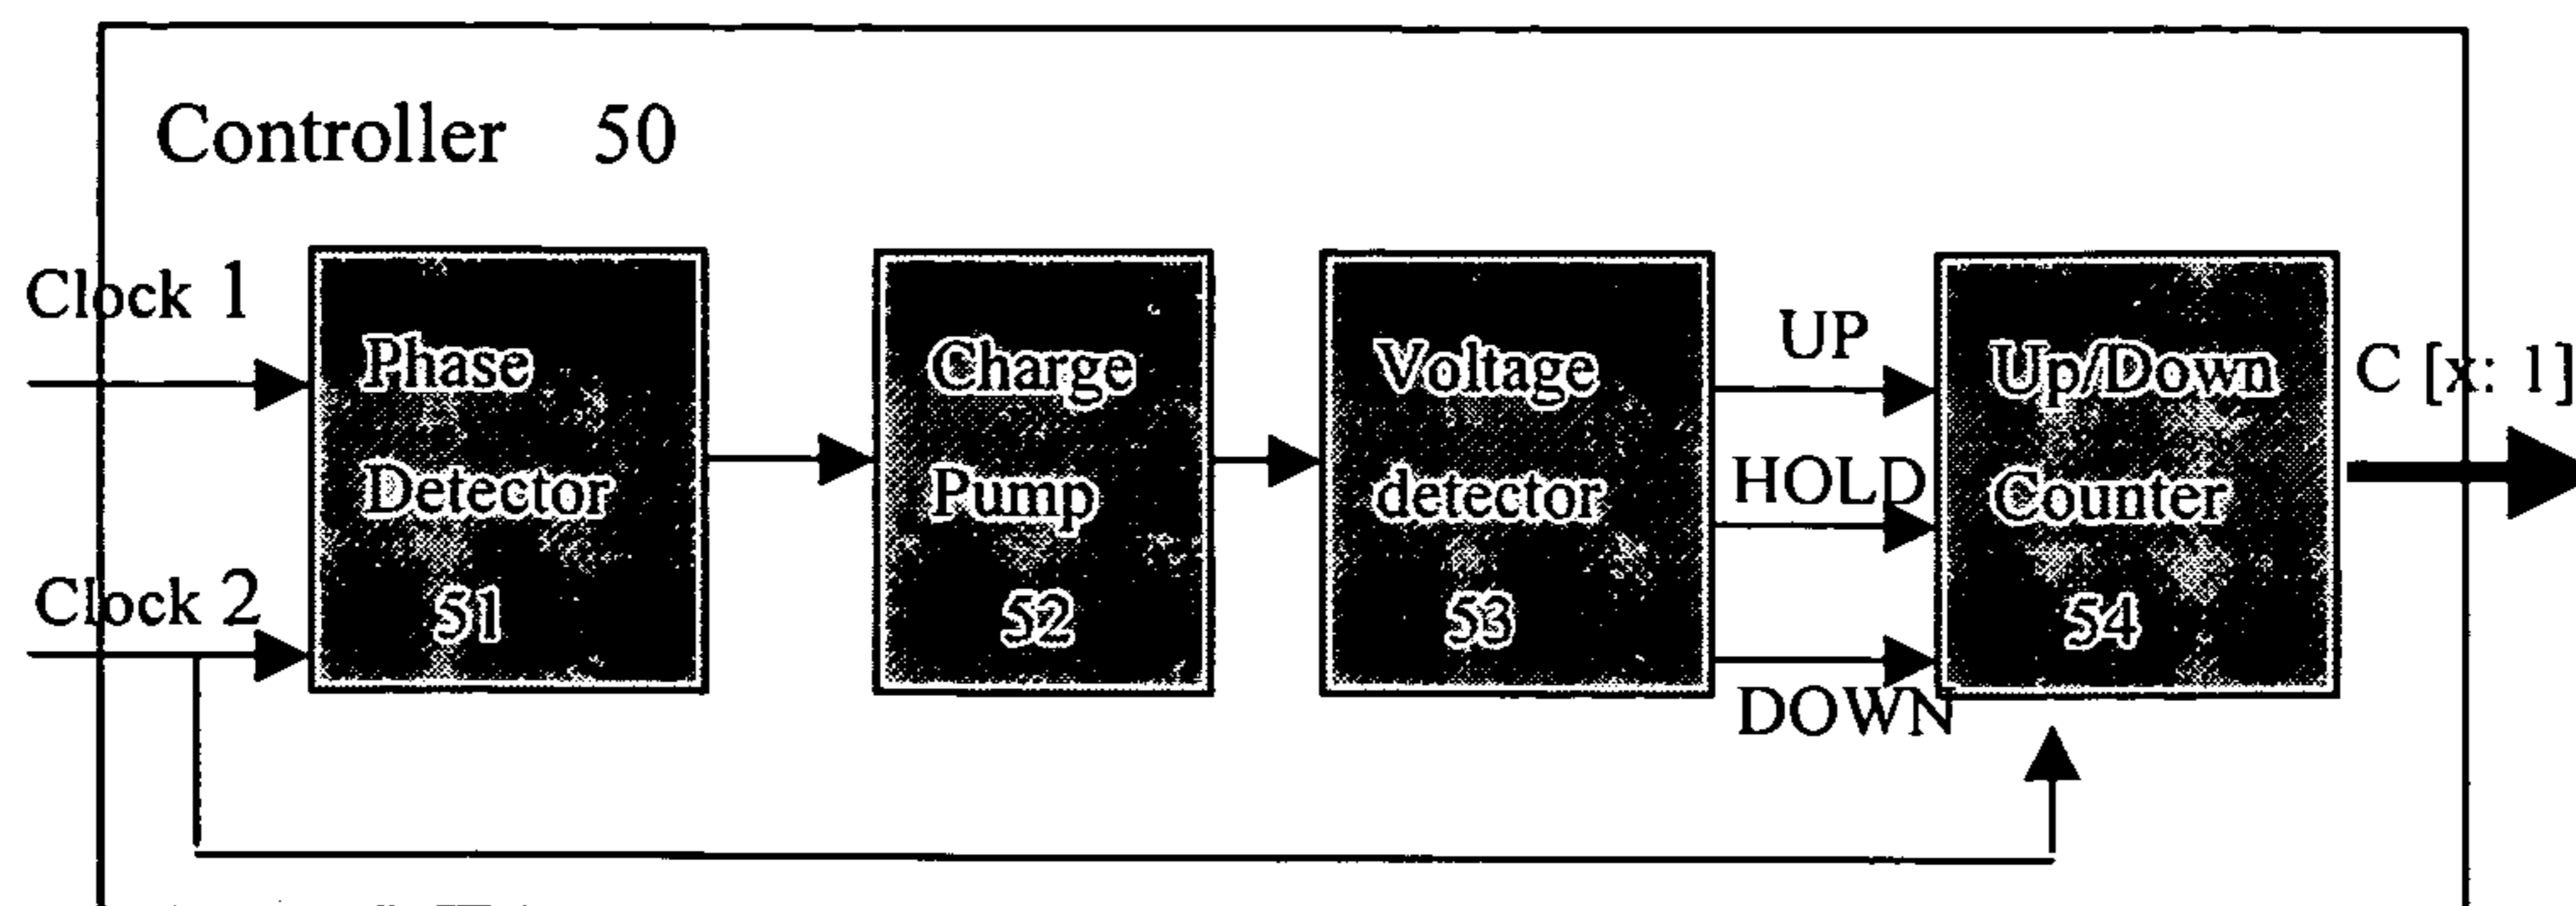 Controller 50
Clock 1
Clock 2
Phase
Detector
51
Charge
Pump
52
Voltage
detector
53
UP
HOLD
DOWN
Up/Down
Counter
54
C [x: 1]